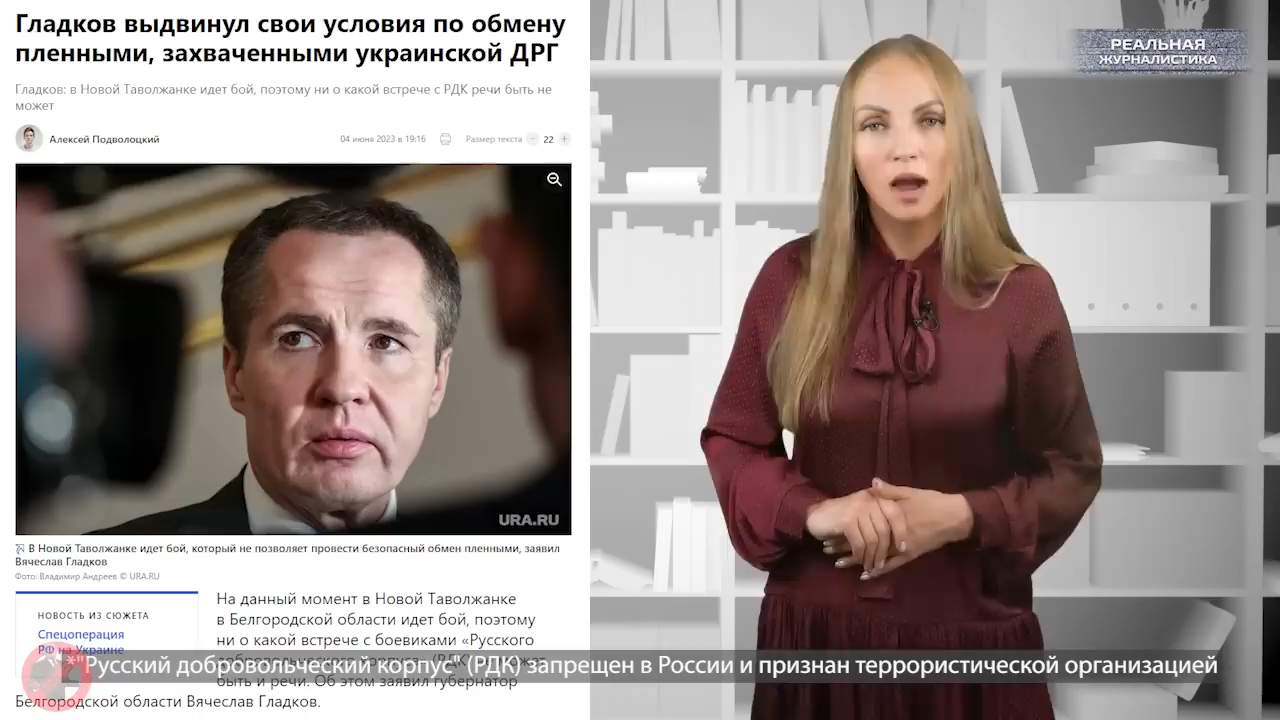 Гладков выдвинул свои условия по обмену
пленными, захваченными украинской ДРГ
Гладков: в Новой Таволжанке идет бой, поэтому ни о какой встрече с РДК речи быть не
может
Алексей Подволоцкий
04 июня 2023 в 19:16
Размер текста − 22 +
URA.RU
В Новой Таволжанке идет бой, который не позволяет провести безопасный обмен пленными, заявил
Вячеслав Гладков
Фото: Владимир Андреев © URA.RU
НОВОСТЬ ИЗ СЮЖЕТА
Спецоперация
РФ на Украине
На данный момент в Новой Таволжанке
в Белгородской области идет бой, поэтому
ни о какой встрече с боевиками «Русского
быть и речи. Об этом заявил губернатор
Белгородской области Вячеслав Гладков.
РЕАЛЬНАЯ
ЖУРНАЛИСТИКА
*"Русский добровольческий корпус" (РДК) запрещен в России и признан террористической организацией